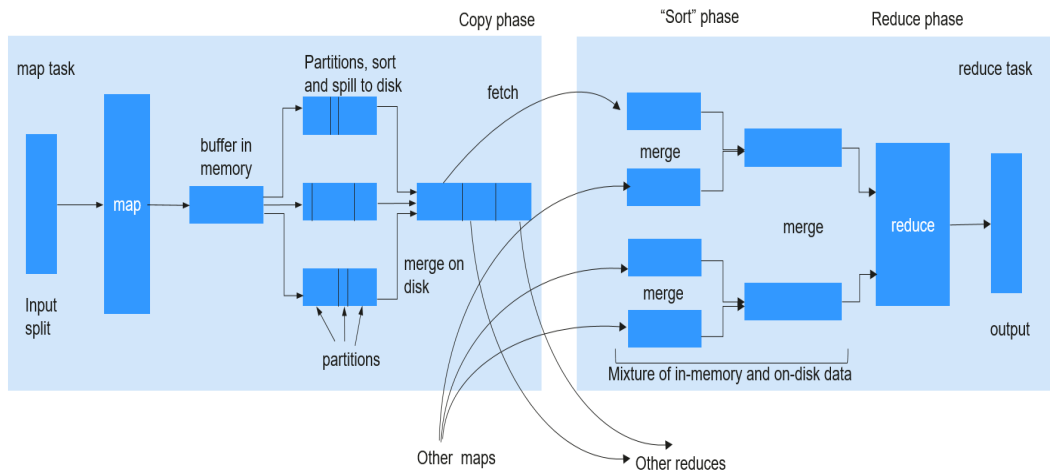 Copy phase
“Sort” phase
Reduce phase
map task
Partitions, sort
and spill to disk
fetch
reduce task
buffer in
memory
merge
map
merge
reduce
merge on
disk
merge
Input
split
partitions
output
Mixture of in-memory and on-disk data
Other maps
Other reduces